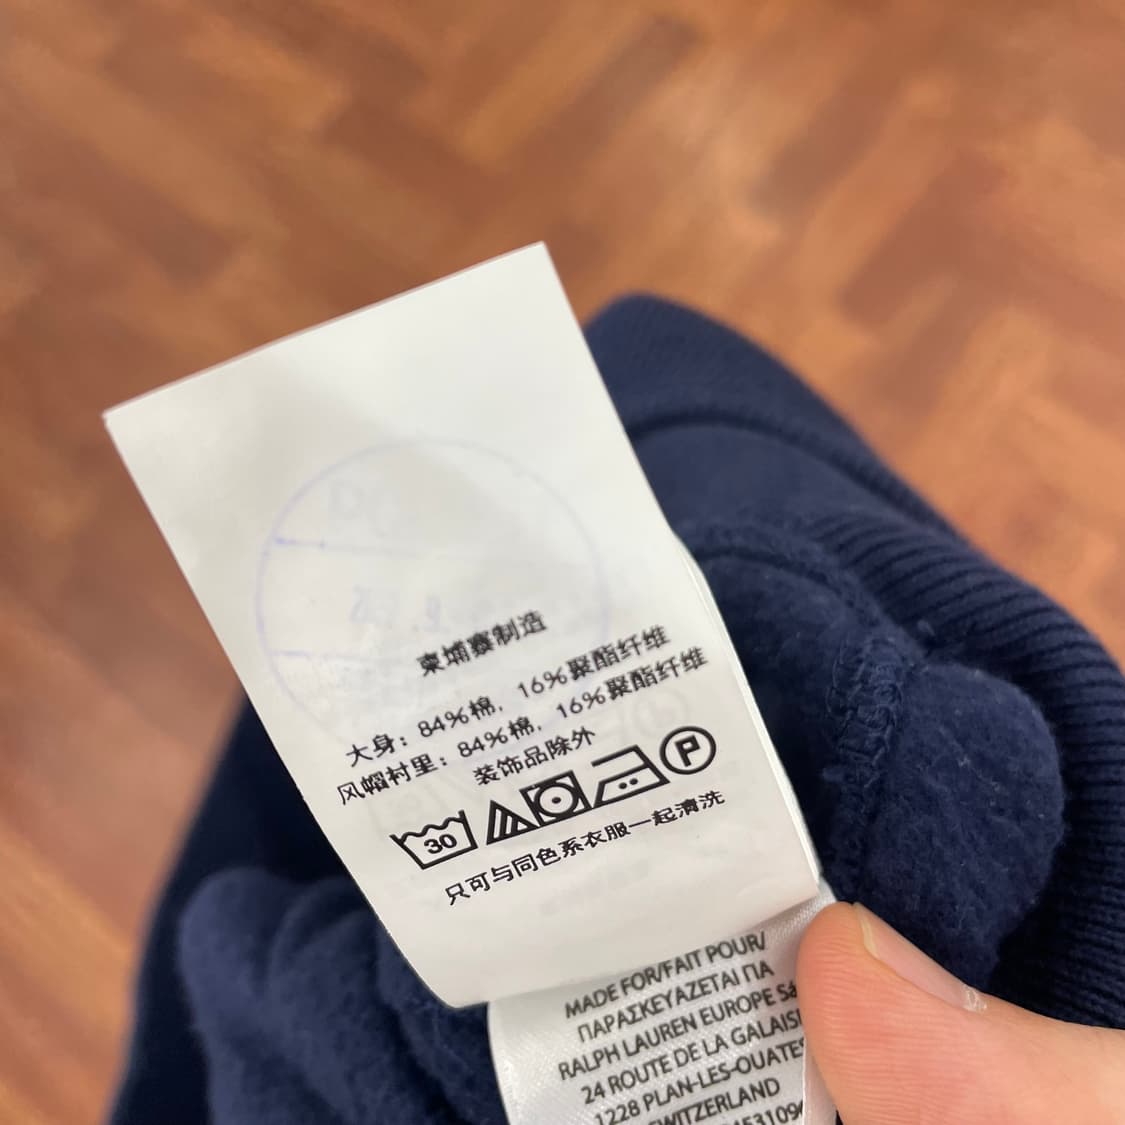 柬埔寨制造
大身：84%棉，16%聚酯纤维
风帽衬里：84%棉，16%聚酯纤维
装饰品除外
30 P
只可与同色系衣服一起清洗
MADE FOR/FAIT POUR/
ΠΑΡΑΣΚΕΥΑΖΕΤΑΙ ΓΙΑ
RALPH LAUREN EUROPE Sà
24 ROUTE DE LA GALAISE
1228 PLAN-LES-OUATES
SWITZERLAND